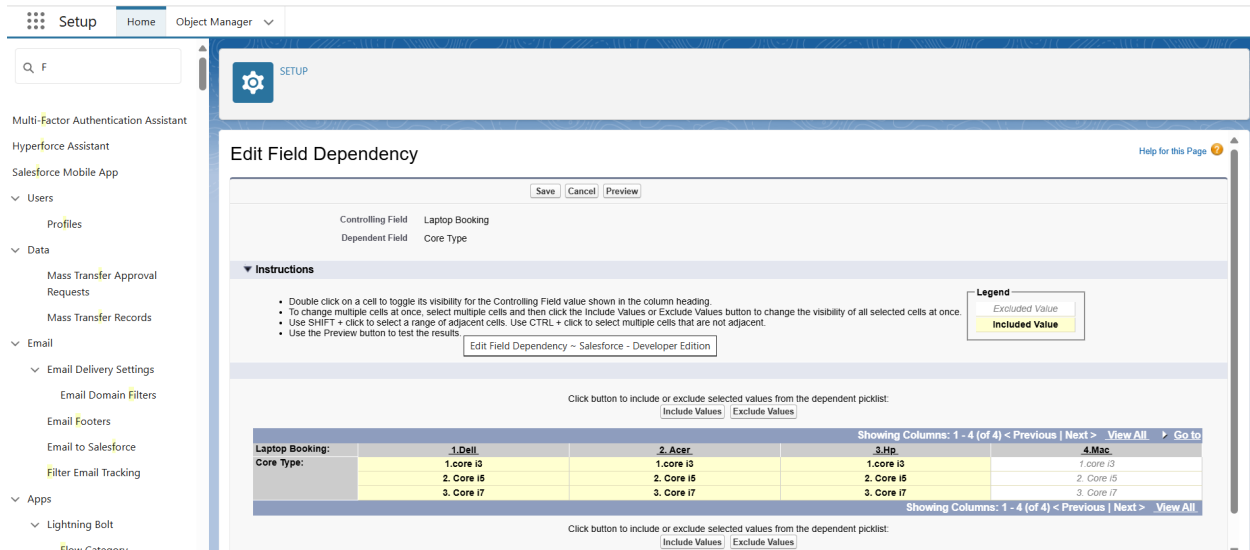 Setup
Home
Object Manager
F
SETUP
Multi-Factor Authentication Assistant
Hyperforce Assistant
Salesforce Mobile App
Users
Profiles
Data
Mass Transfer Approval
Requests
Mass Transfer Records
Email
Email Delivery Settings
Email Domain Filters
Email Footers
Email to Salesforce
Filter Email Tracking
Apps
Lightning Bolt
Flow Category
Edit Field Dependency
Help for this Page ?
Save Cancel Preview
Controlling Field Laptop Booking
Dependent Field Core Type
Instructions
• Double click on a cell to toggle its visibility for the Controlling Field value shown in the column heading.
• To change multiple cells at once, select multiple cells and then click the Include Values or Exclude Values button to change the visibility of all selected cells at once.
• Use SHIFT + click to select a range of adjacent cells. Use CTRL + click to select multiple cells that are not adjacent.
• Use the Preview button to test the results.
Legend
Excluded Value
Included Value
Edit Field Dependency ~ Salesforce - Developer Edition
Click button to include or exclude selected values from the dependent picklist:
Include Values Exclude Values
Showing Columns: 1 - 4 (of 4) < Previous | Next > View All Go to
Laptop Booking: 1.Dell 2. Acer 3.Hp 4.Mac
Core Type: 1.core i3 1.core i3 1.core i3 1.core i3
2. Core i5 2. Core i5 2. Core i5 2. Core i5
3. Core i7 3. Core i7 3. Core i7 3. Core i7
Showing Columns: 1 - 4 (of 4) < Previous | Next > View All
Click button to include or exclude selected values from the dependent picklist:
Include Values Exclude Values